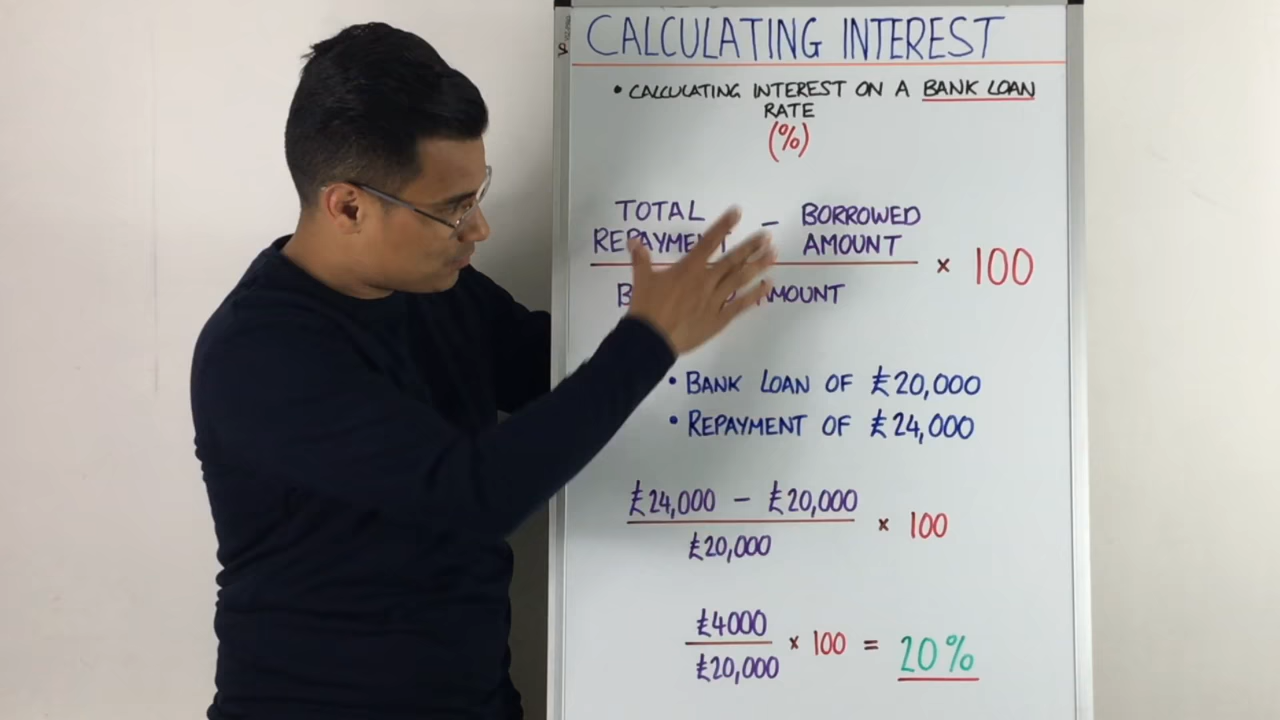 CALCULATING INTEREST
• CALCULATING INTEREST ON A BANK LOAN
RATE
(%)
TOTAL BORROWED
REPAYMENT – AMOUNT
AMOUNT × 100
• BANK LOAN OF £20,000
• REPAYMENT OF £24,000
£24,000 – £20,000
£20,000 × 100
£4000
£20,000 × 100 = 20%